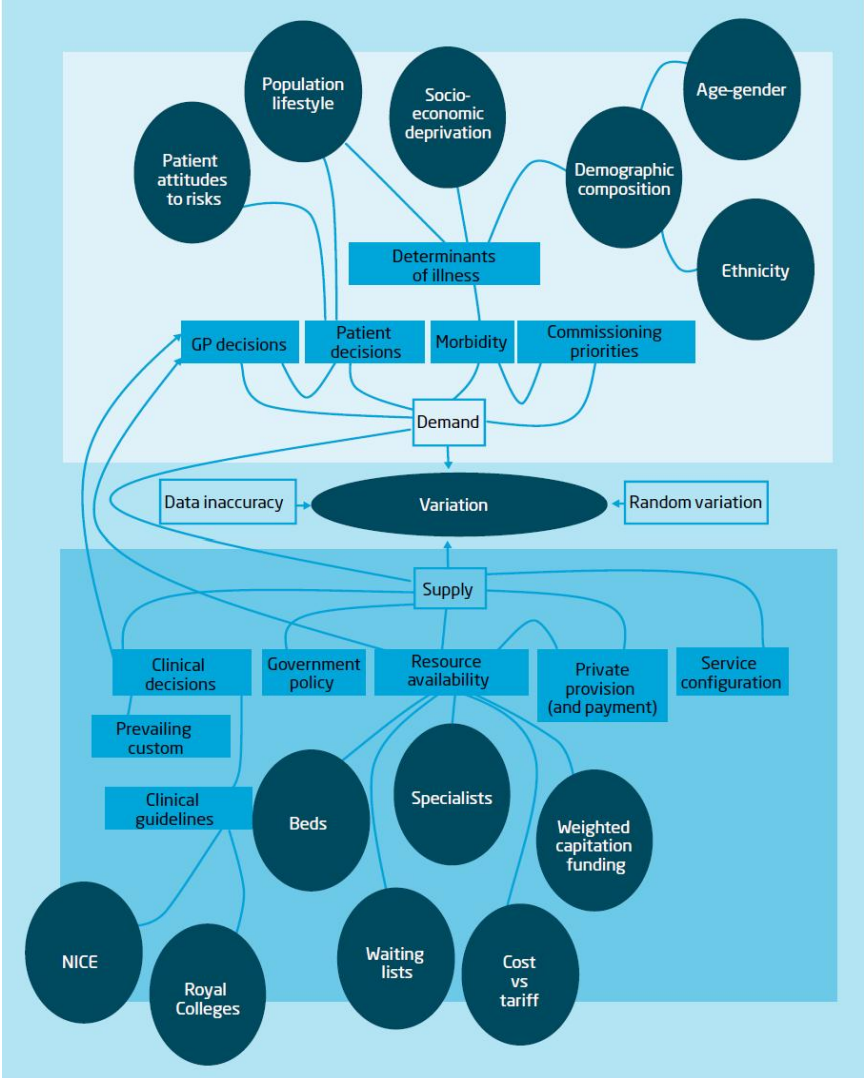 Population
lifestyle
Socio-
economic
deprivation
Age-gender
Patient
attitudes
to risks
Demographic
composition
Ethnicity
Determinants
of illness
GP decisions
Patient
decisions
Morbidity
Commissioning
priorities
Demand
Data inaccuracy
Variation
Random variation
Supply
Clinical
decisions
Government
policy
Resource
availability
Private
provision
(and payment)
Service
configuration
Prevailing
custom
Clinical
guidelines
Beds
Specialists
Weighted
capitation
funding
NICE
Royal
Colleges
Waiting
lists
Cost
vs
tariff